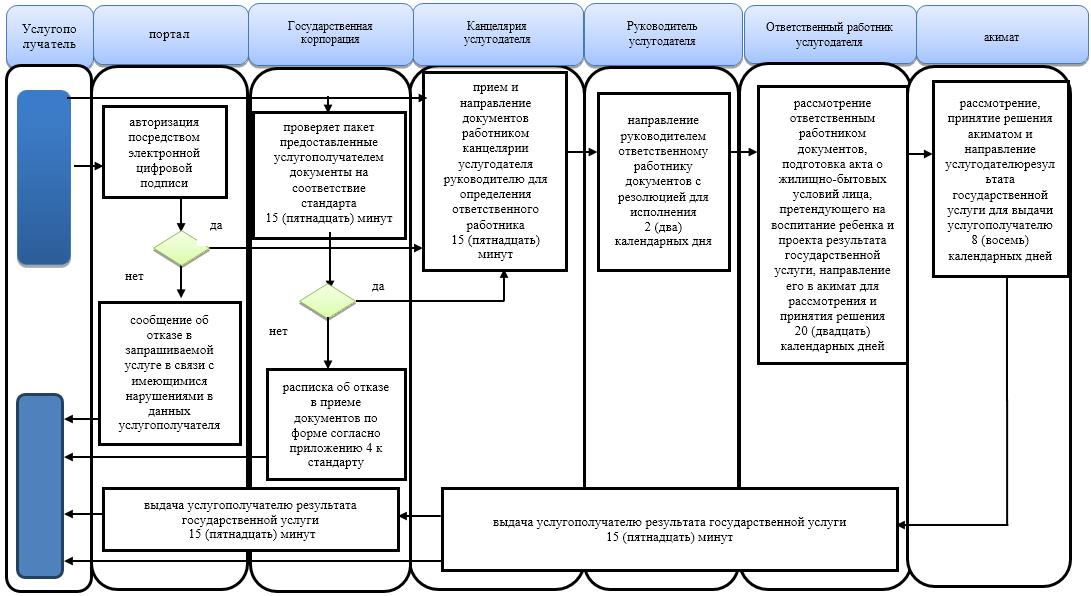 Услугопо
лучатель
портал
Государственная
корпорация
Канцелярия
услугодателя
Руководитель
услугодателя
Ответственный работник
услугодателя
акимат
авторизация
посредством
электронной
цифровой
подписи
да
нет
сообщение об
отказе в
запрашиваемой
услуге в связи с
имеющимися
нарушениями в
данных
услугополучателя
проверяет пакет
предоставленные
услугополучателем
документы на
соответствие
стандарта
15 (пятнадцать) минут
да
нет
расписка об отказе
в приеме
документов по
форме согласно
приложению 4 к
стандарту
прием и
направление
документов
работником
канцелярии
услугодателя
руководителю для
определения
ответственного
работника
15 (пятнадцать)
минут
направление
руководителем
ответственному
работнику
документов с
резолюцией для
исполнения
2 (два)
календарных дня
рассмотрение
ответственным
работником
документов,
подготовка акта о
жилищно-бытовых
условий лица,
претендующего на
воспитание ребенка и
проекта результата
государственной
услуги, направление
его в акимат для
рассмотрения и
принятия решения
20 (двадцать)
календарных дней
рассмотрение,
принятие решения
акиматом и
направление
услугодателюрезул
ьтата
государственной
услуги для выдачи
услугополучателю
8 (восемь)
календарных дней
выдача услугополучателю результата
государственной услуги
15 (пятнадцать) минут
выдача услугополучателю результата государственной услуги
15 (пятнадцать) минут